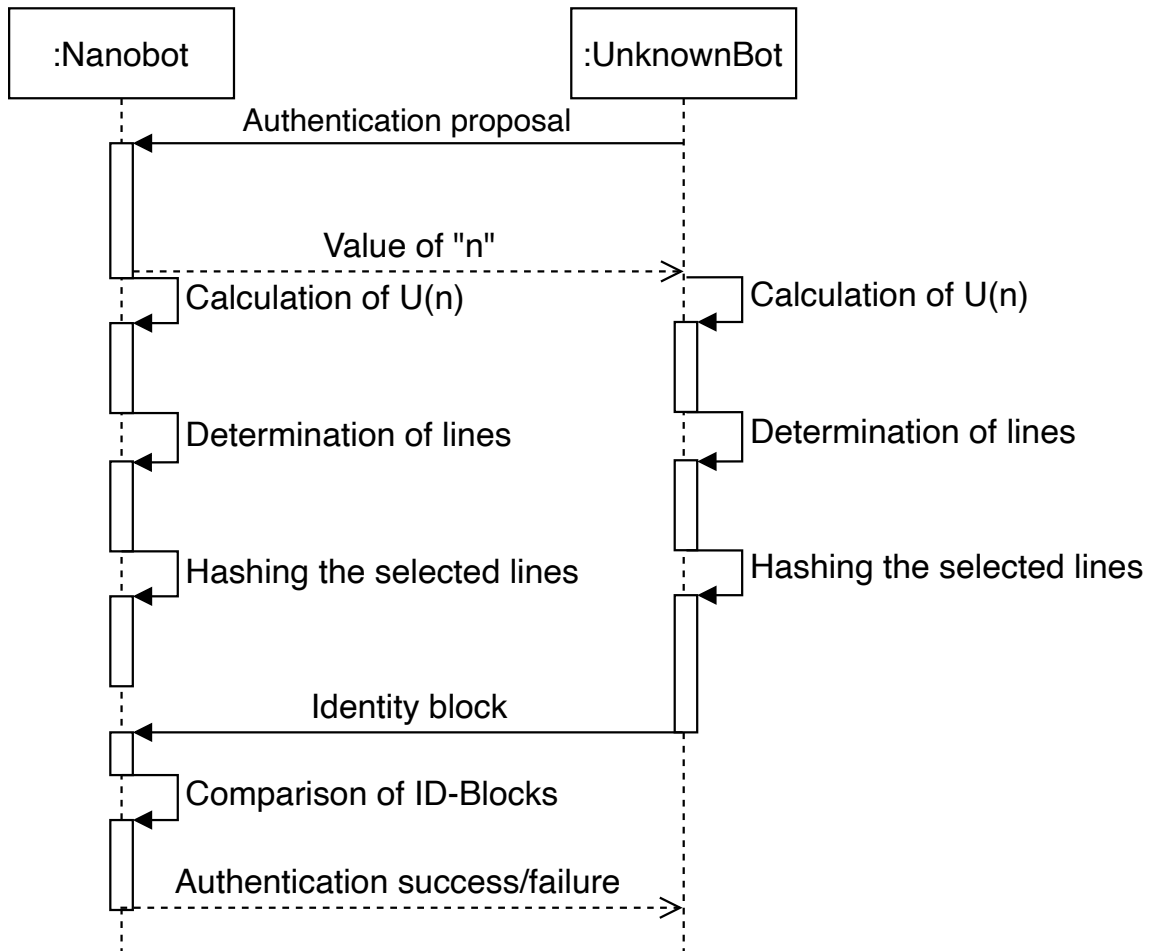 :Nanobot
:UnknownBot
Authentication proposal
Value of "n"
Calculation of U(n)
Calculation of U(n)
Determination of lines
Determination of lines
Hashing the selected lines
Hashing the selected lines
Identity block
Comparison of ID-Blocks
Authentication success/failure